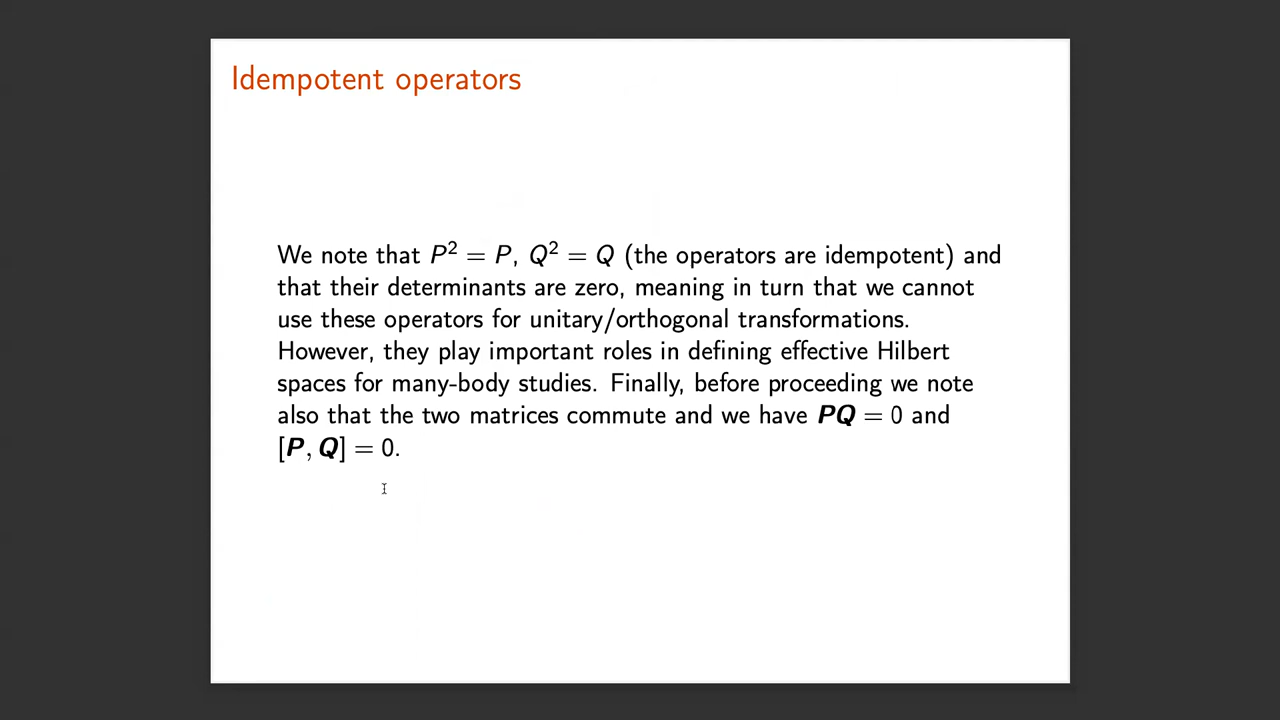 Idempotent operators
We note that P² = P, Q² = Q (the operators are idempotent) and
that their determinants are zero, meaning in turn that we cannot
use these operators for unitary/orthogonal transformations.
However, they play important roles in defining effective Hilbert
spaces for many-body studies. Finally, before proceeding we note
also that the two matrices commute and we have PQ = 0 and
[P, Q] = 0.